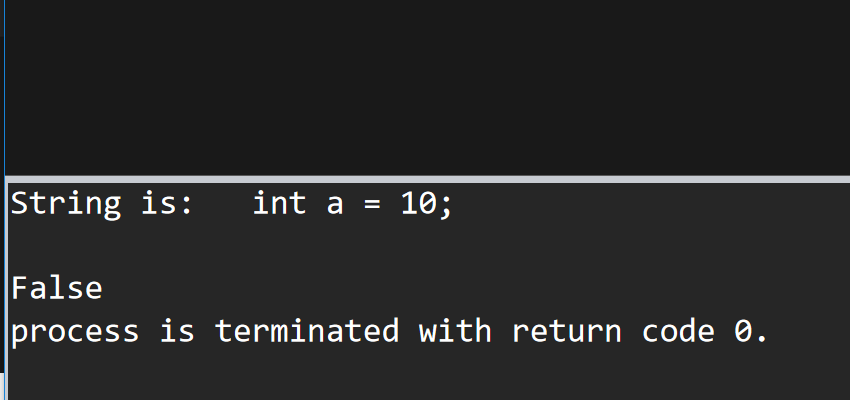 String is:   int a = 10;
False
process is terminated with return code 0.